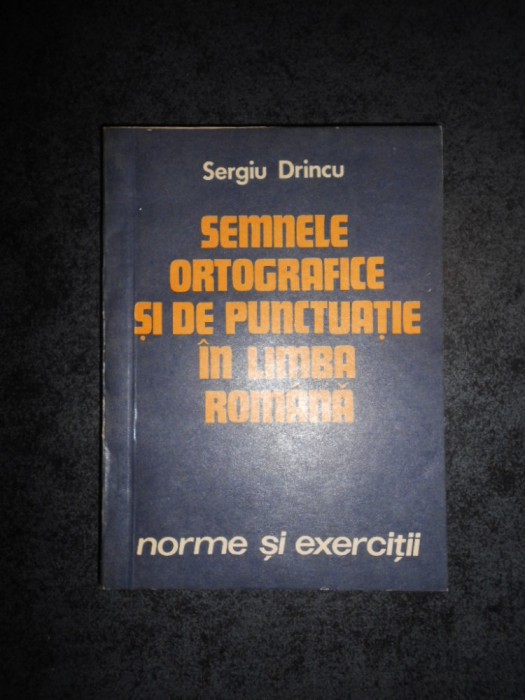 Sergiu Drincu
SEMNELE
ORTOGRAFICE
ȘI DE PUNCTUAȚIE
ÎN LIMBA
ROMÂNĂ
norme și exerciții